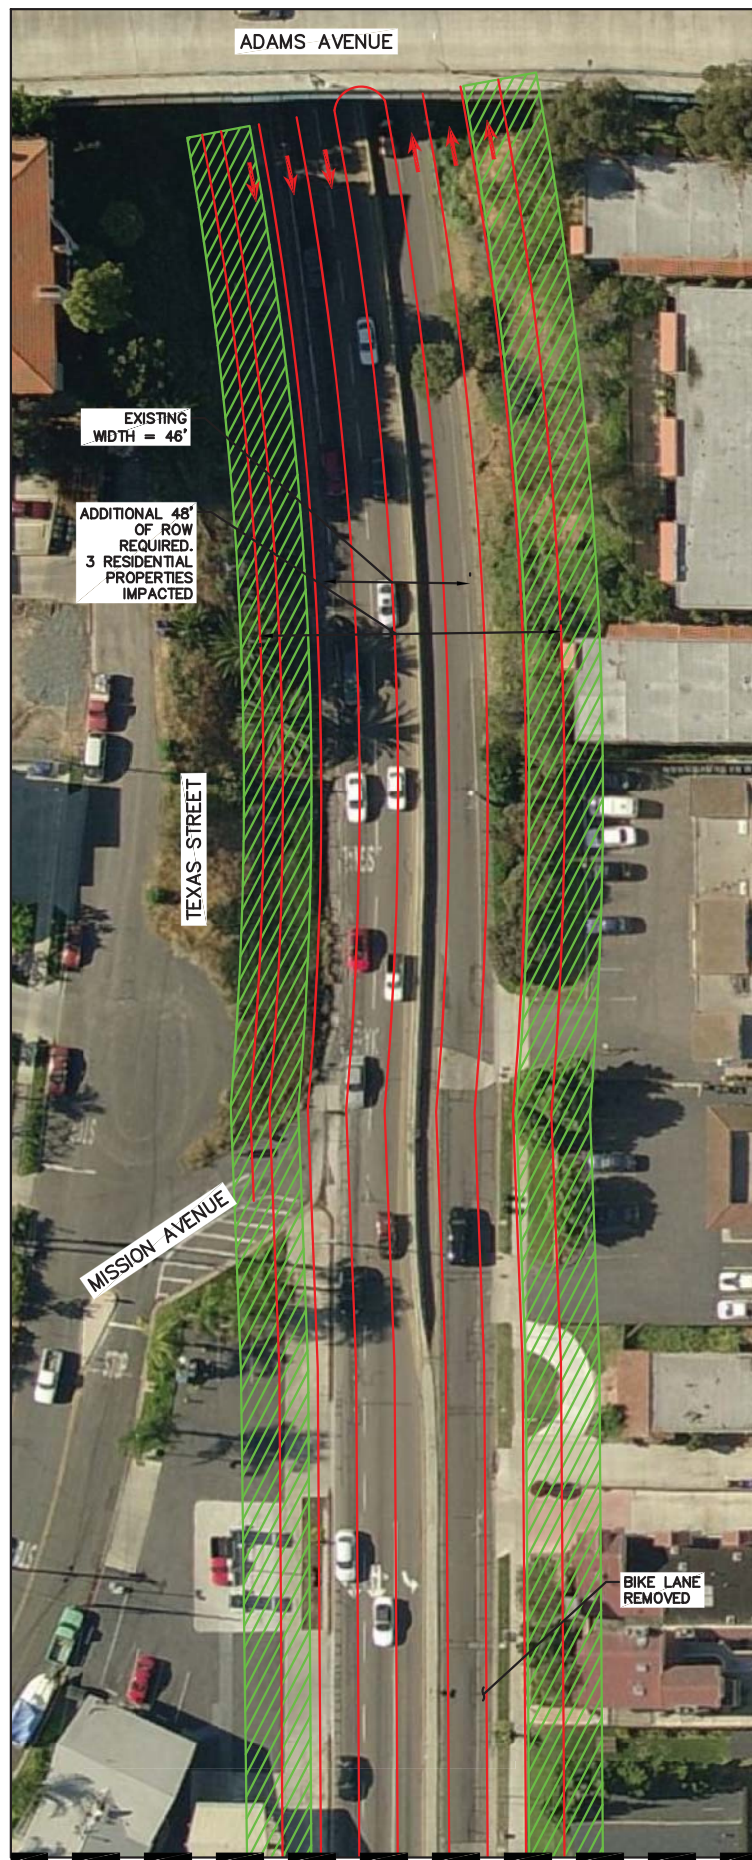 ADAMS AVENUE
EXISTING
WIDTH = 46'
ADDITIONAL 48'
OF ROW
REQUIRED.
3 RESIDENTIAL
PROPERTIES
IMPACTED
TEXAS STREET
MISSION AVENUE
BIKE LANE
REMOVED